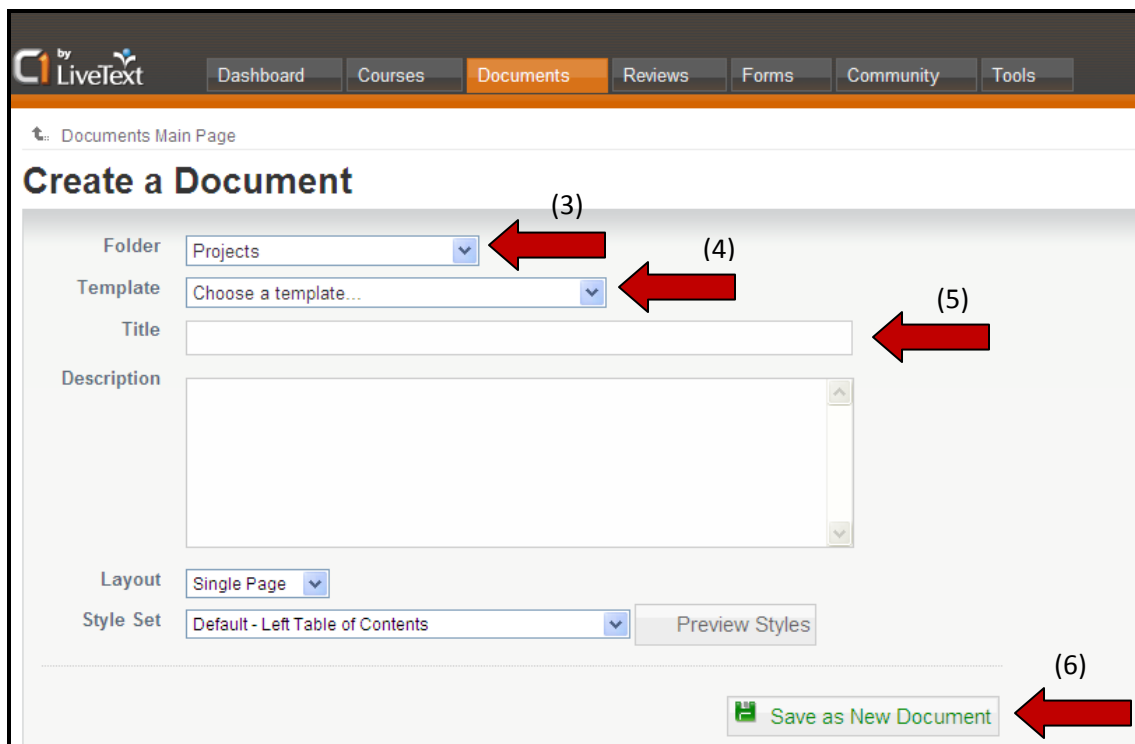 C1 by LiveText
Dashboard Courses Documents Reviews Forms Community Tools
Documents Main Page
Create a Document
(3)
Folder Projects
(4)
Template Choose a template...
(5)
Title
Description
Layout Single Page
Style Set Default - Left Table of Contents Preview Styles
(6)
Save as New Document